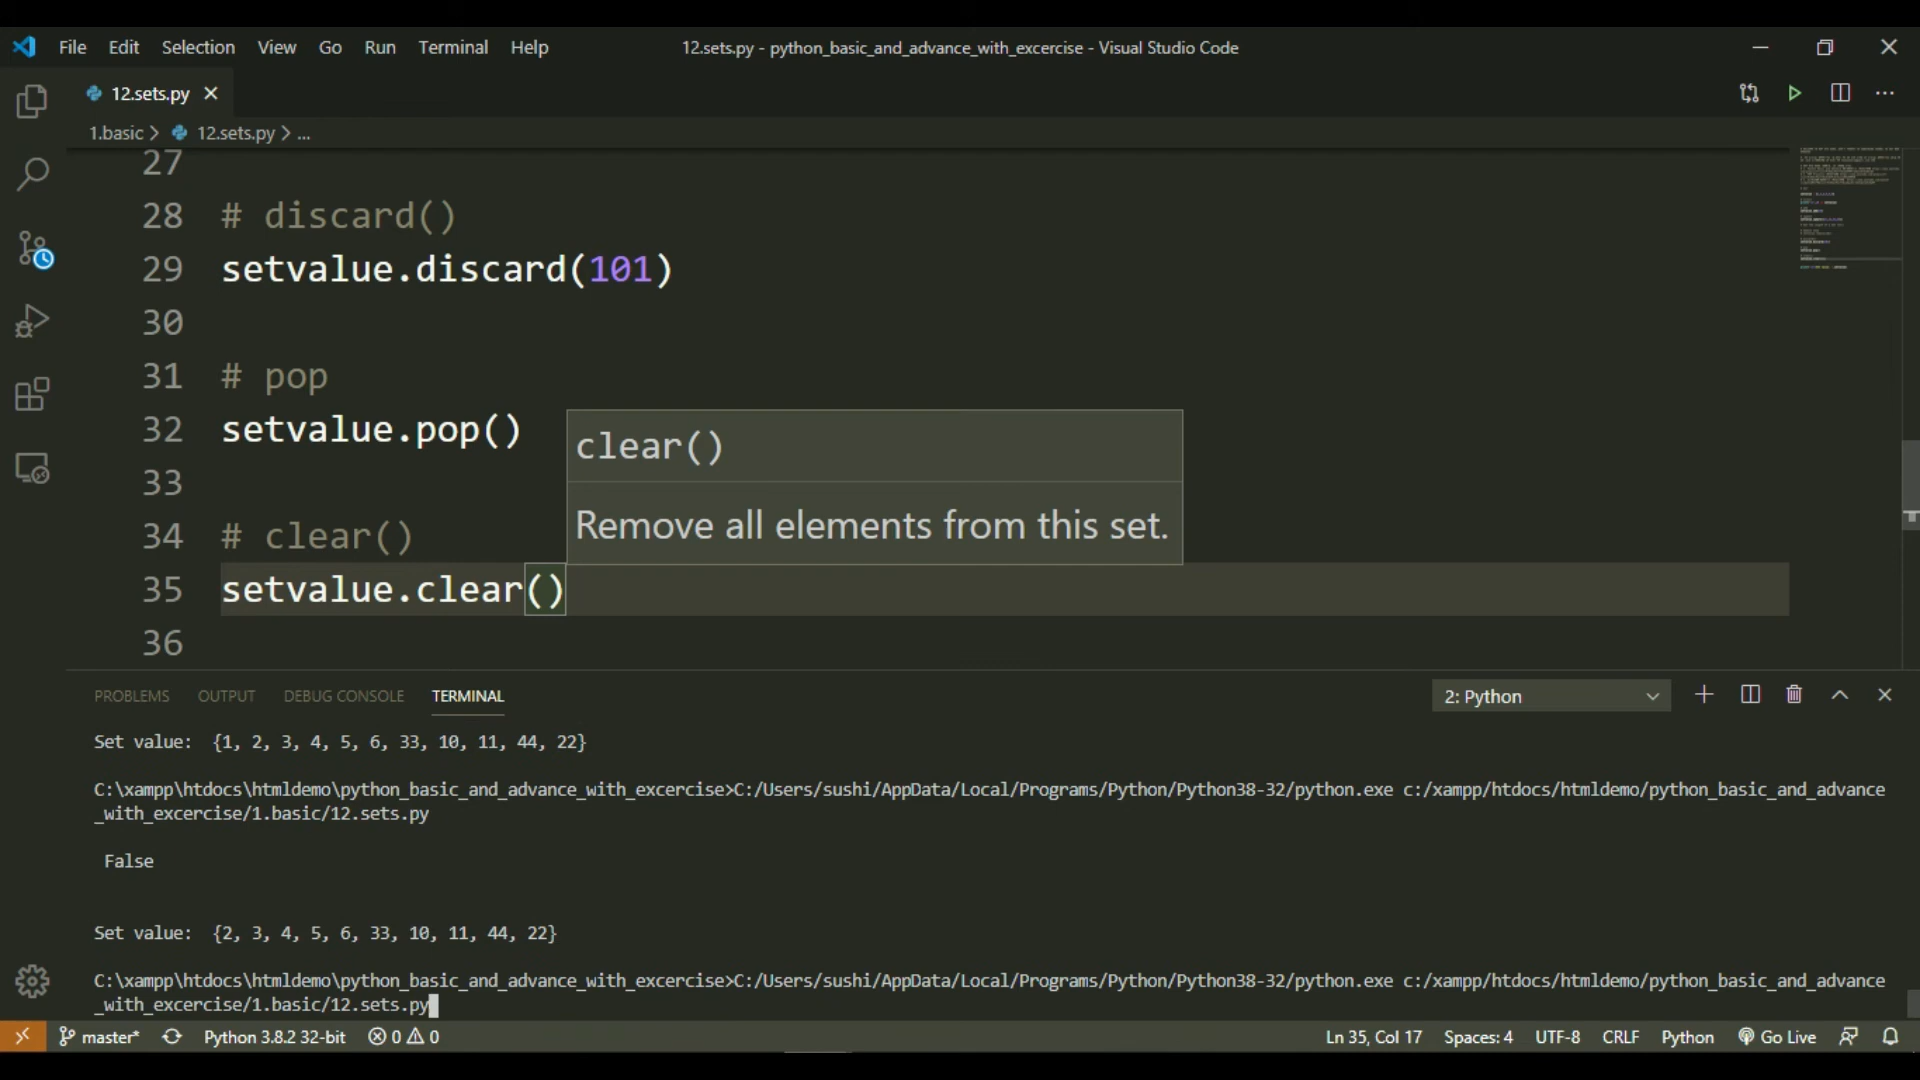 File Edit Selection View Go Run Terminal Help
12.sets.py - python_basic_and_advance_with_excercise - Visual Studio Code
12.sets.py
1.basic > 12.sets.py > ...
27
28 # discard()
29 setvalue.discard(101)
30
31 # pop
32 setvalue.pop()
clear()
33
Remove all elements from this set.
34 # clear()
35 setvalue.clear()
36
PROBLEMS OUTPUT DEBUG CONSOLE TERMINAL
2: Python
Set value:  {1, 2, 3, 4, 5, 6, 33, 10, 11, 44, 22}
C:\xampp\htdocs\htmldemo\python_basic_and_advance_with_excercise>C:/Users/sushi/AppData/Local/Programs/Python/Python38-32/python.exe c:/xampp/htdocs/htmldemo/python_basic_and_advance
_with_excercise/1.basic/12.sets.py
False
Set value:  {2, 3, 4, 5, 6, 33, 10, 11, 44, 22}
C:\xampp\htdocs\htmldemo\python_basic_and_advance_with_excercise>C:/Users/sushi/AppData/Local/Programs/Python/Python38-32/python.exe c:/xampp/htdocs/htmldemo/python_basic_and_advance
_with_excercise/1.basic/12.sets.py
master* Python 3.8.2 32-bit 0 0 Ln 35, Col 17 Spaces: 4 UTF-8 CRLF Python Go Live